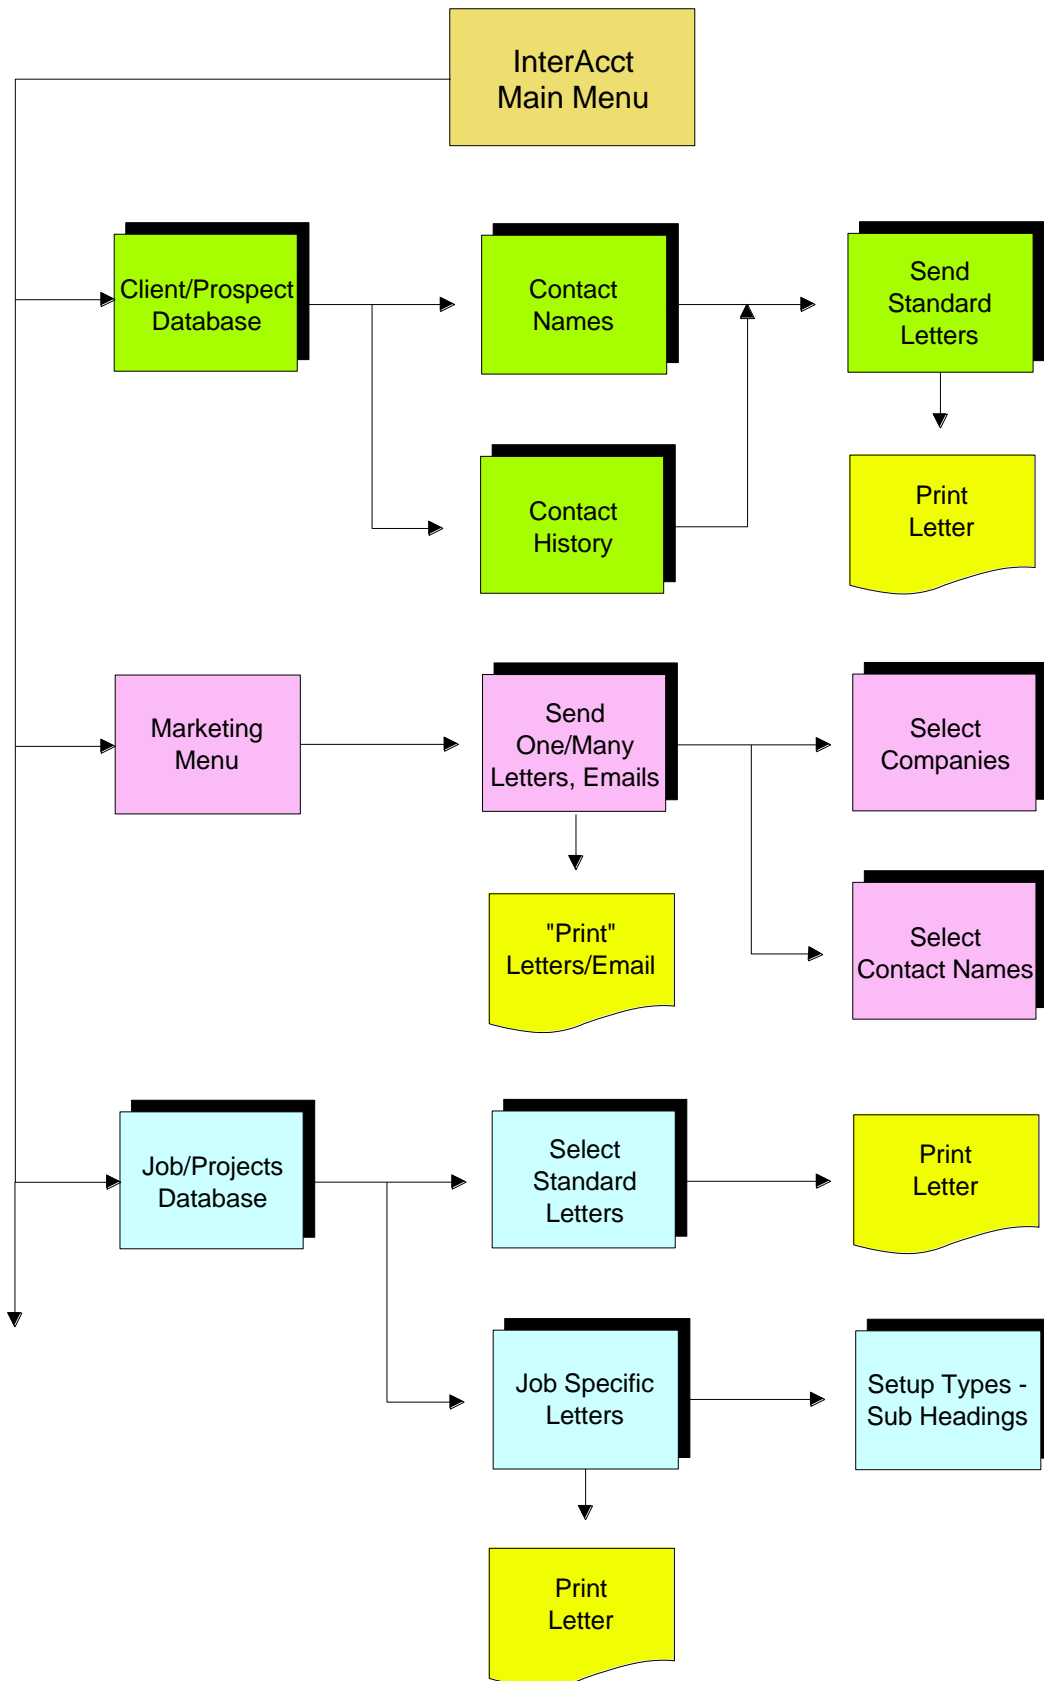 InterAcct
Main Menu
Client/Prospect
Database
Contact
Names
Send
Standard
Letters
Contact
History
Print
Letter
Marketing
Menu
Send
One/Many
Letters, Emails
Select
Companies
"Print"
Letters/Email
Select
Contact Names
Job/Projects
Database
Select
Standard
Letters
Print
Letter
Job Specific
Letters
Setup Types -
Sub Headings
Print
Letter